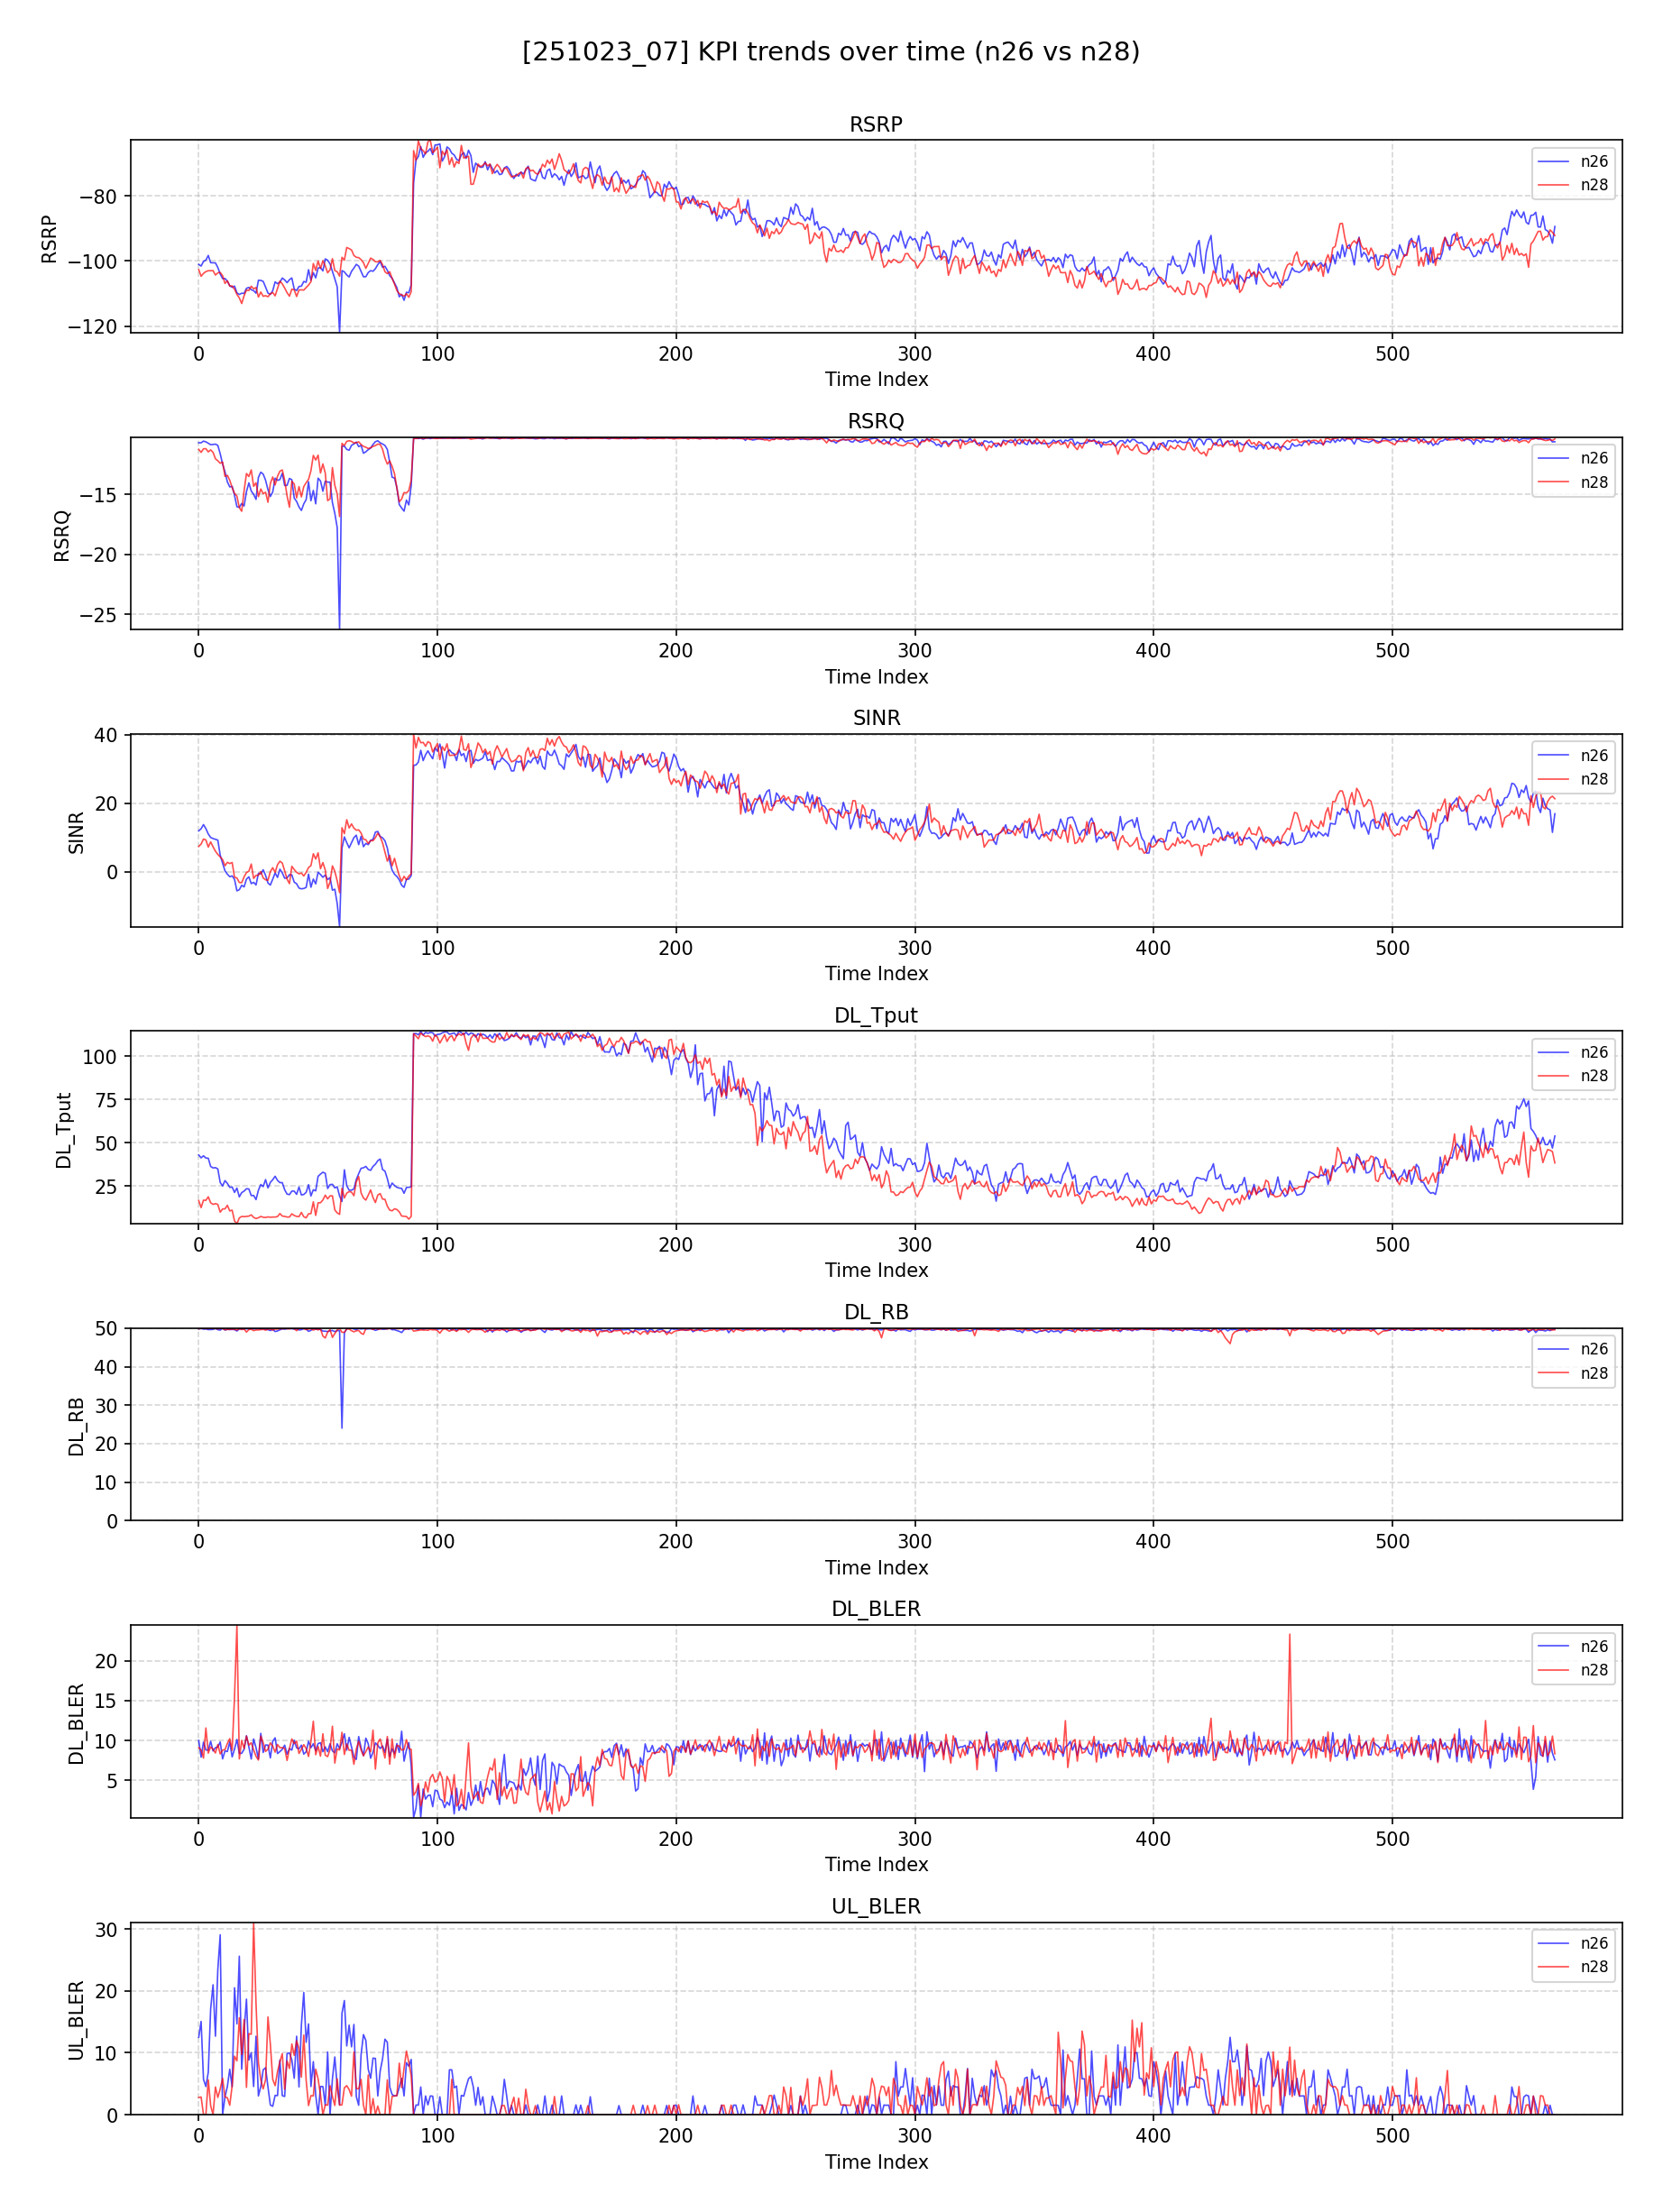 [251023_07] KPI trends over time (n26 vs n28)
RSRP
n26
n28
RSRP
−80
−100
−120
0 100 200 300 400 500
Time Index
RSRQ
n26
n28
RSRQ
−15
−20
−25
0 100 200 300 400 500
Time Index
SINR
n26
n28
SINR
40
20
0
0 100 200 300 400 500
Time Index
DL_Tput
n26
n28
DL_Tput
100
75
50
25
0 100 200 300 400 500
Time Index
DL_RB
n26
n28
DL_RB
50
40
30
20
10
0
0 100 200 300 400 500
Time Index
DL_BLER
n26
n28
DL_BLER
20
15
10
5
0 100 200 300 400 500
Time Index
UL_BLER
n26
n28
UL_BLER
30
20
10
0
0 100 200 300 400 500
Time Index